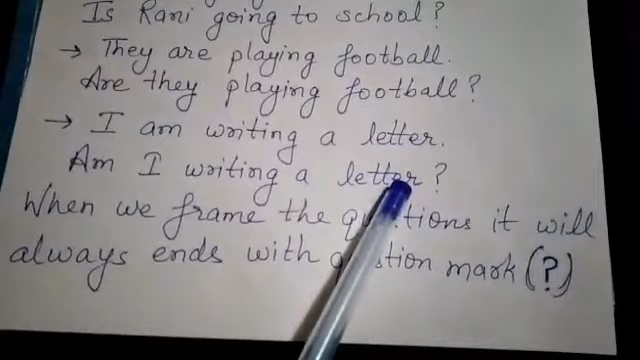 Is Rani going to school?
→ They are playing football.
Are they playing football?
→ I am writing a letter.
Am I writing a letter?
When we frame the questions it will
always ends with question mark (?)